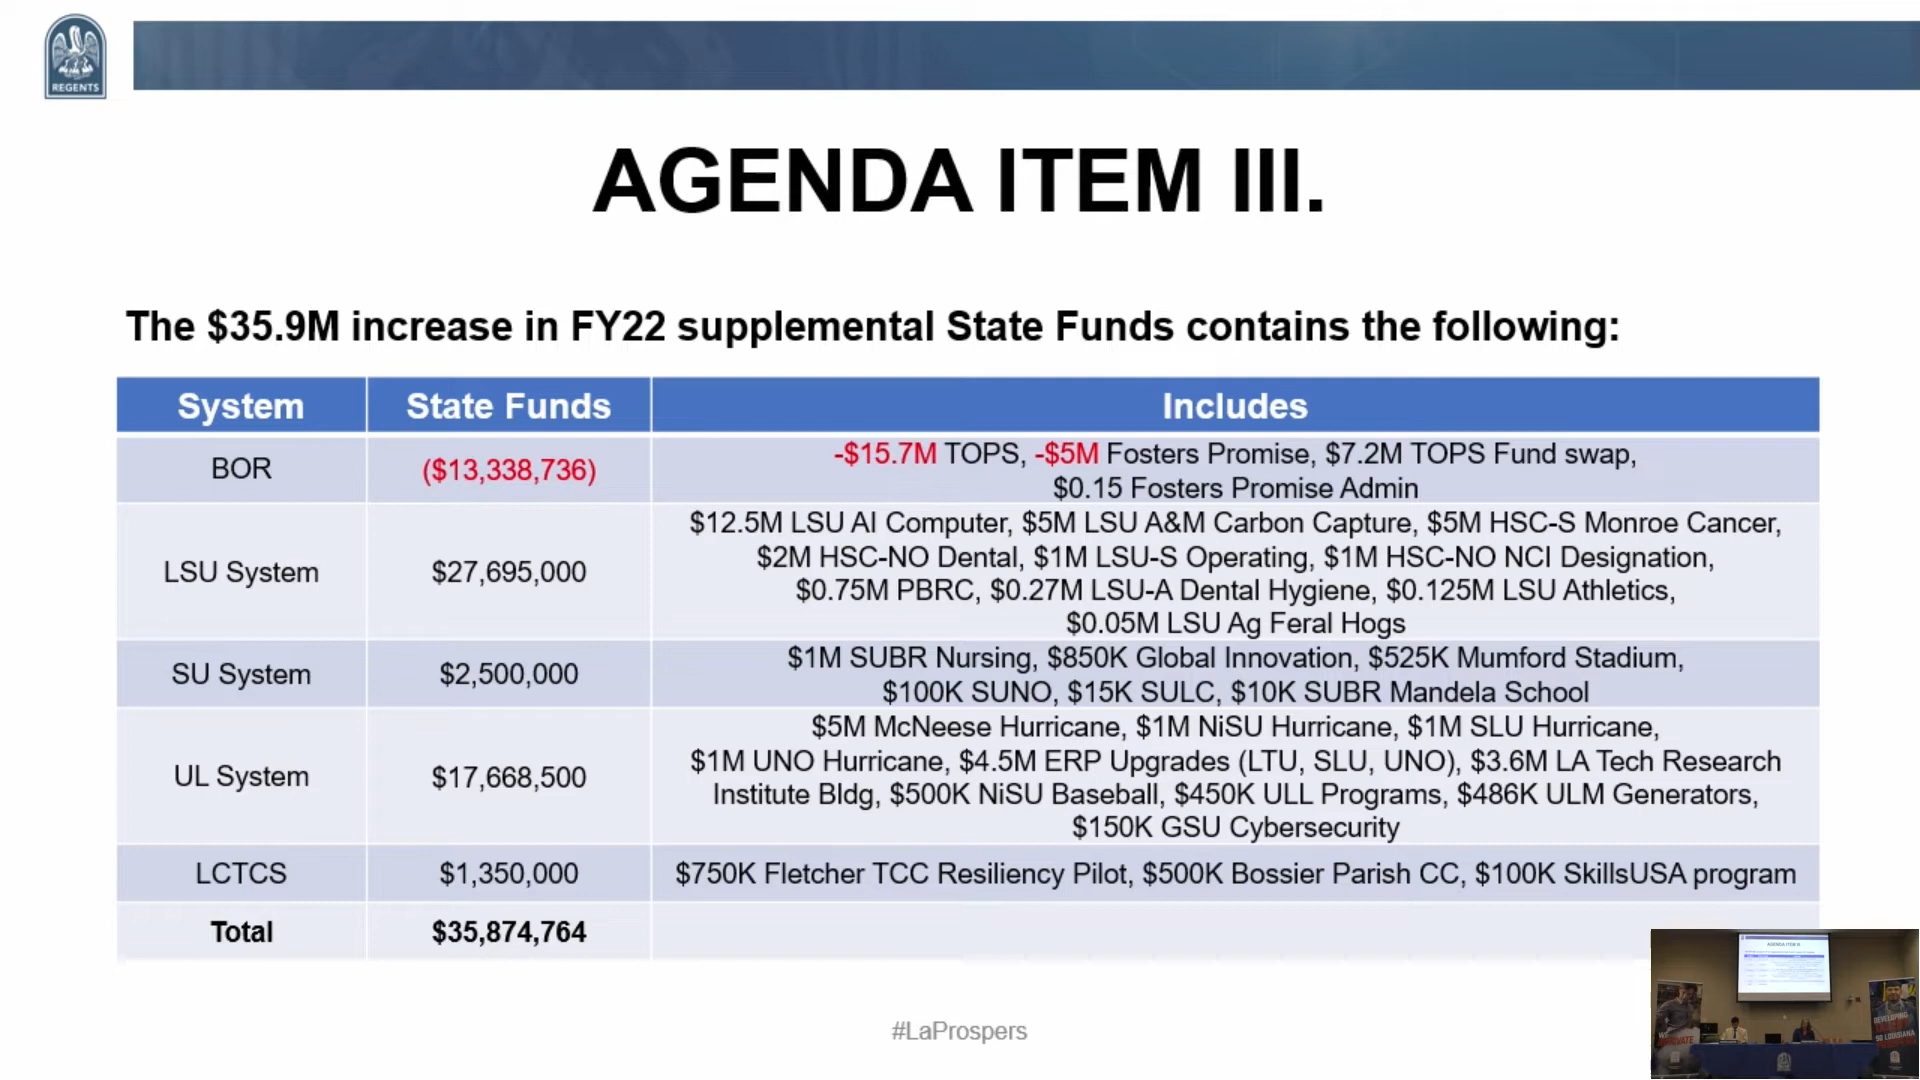 REGENTS
AGENDA ITEM III.
The $35.9M increase in FY22 supplemental State Funds contains the following:
System State Funds Includes
BOR ($13,338,736) -$15.7M TOPS, -$5M Fosters Promise, $7.2M TOPS Fund swap,
$0.15 Fosters Promise Admin
LSU System $27,695,000 $12.5M LSU AI Computer, $5M LSU A&M Carbon Capture, $5M HSC-S Monroe Cancer,
$2M HSC-NO Dental, $1M LSU-S Operating, $1M HSC-NO NCI Designation,
$0.75M PBRC, $0.27M LSU-A Dental Hygiene, $0.125M LSU Athletics,
$0.05M LSU Ag Feral Hogs
SU System $2,500,000 $1M SUBR Nursing, $850K Global Innovation, $525K Mumford Stadium,
$100K SUNO, $15K SULC, $10K SUBR Mandela School
UL System $17,668,500 $5M McNeese Hurricane, $1M NiSU Hurricane, $1M SLU Hurricane,
$1M UNO Hurricane, $4.5M ERP Upgrades (LTU, SLU, UNO), $3.6M LA Tech Research
Institute Bldg, $500K NiSU Baseball, $450K ULL Programs, $486K ULM Generators,
$150K GSU Cybersecurity
LCTCS $1,350,000 $750K Fletcher TCC Resiliency Pilot, $500K Bossier Parish CC, $100K SkillsUSA program
Total $35,874,764
#LaProspers
AGENDA ITEM III
DEVELOPING
SO LOUISIANA